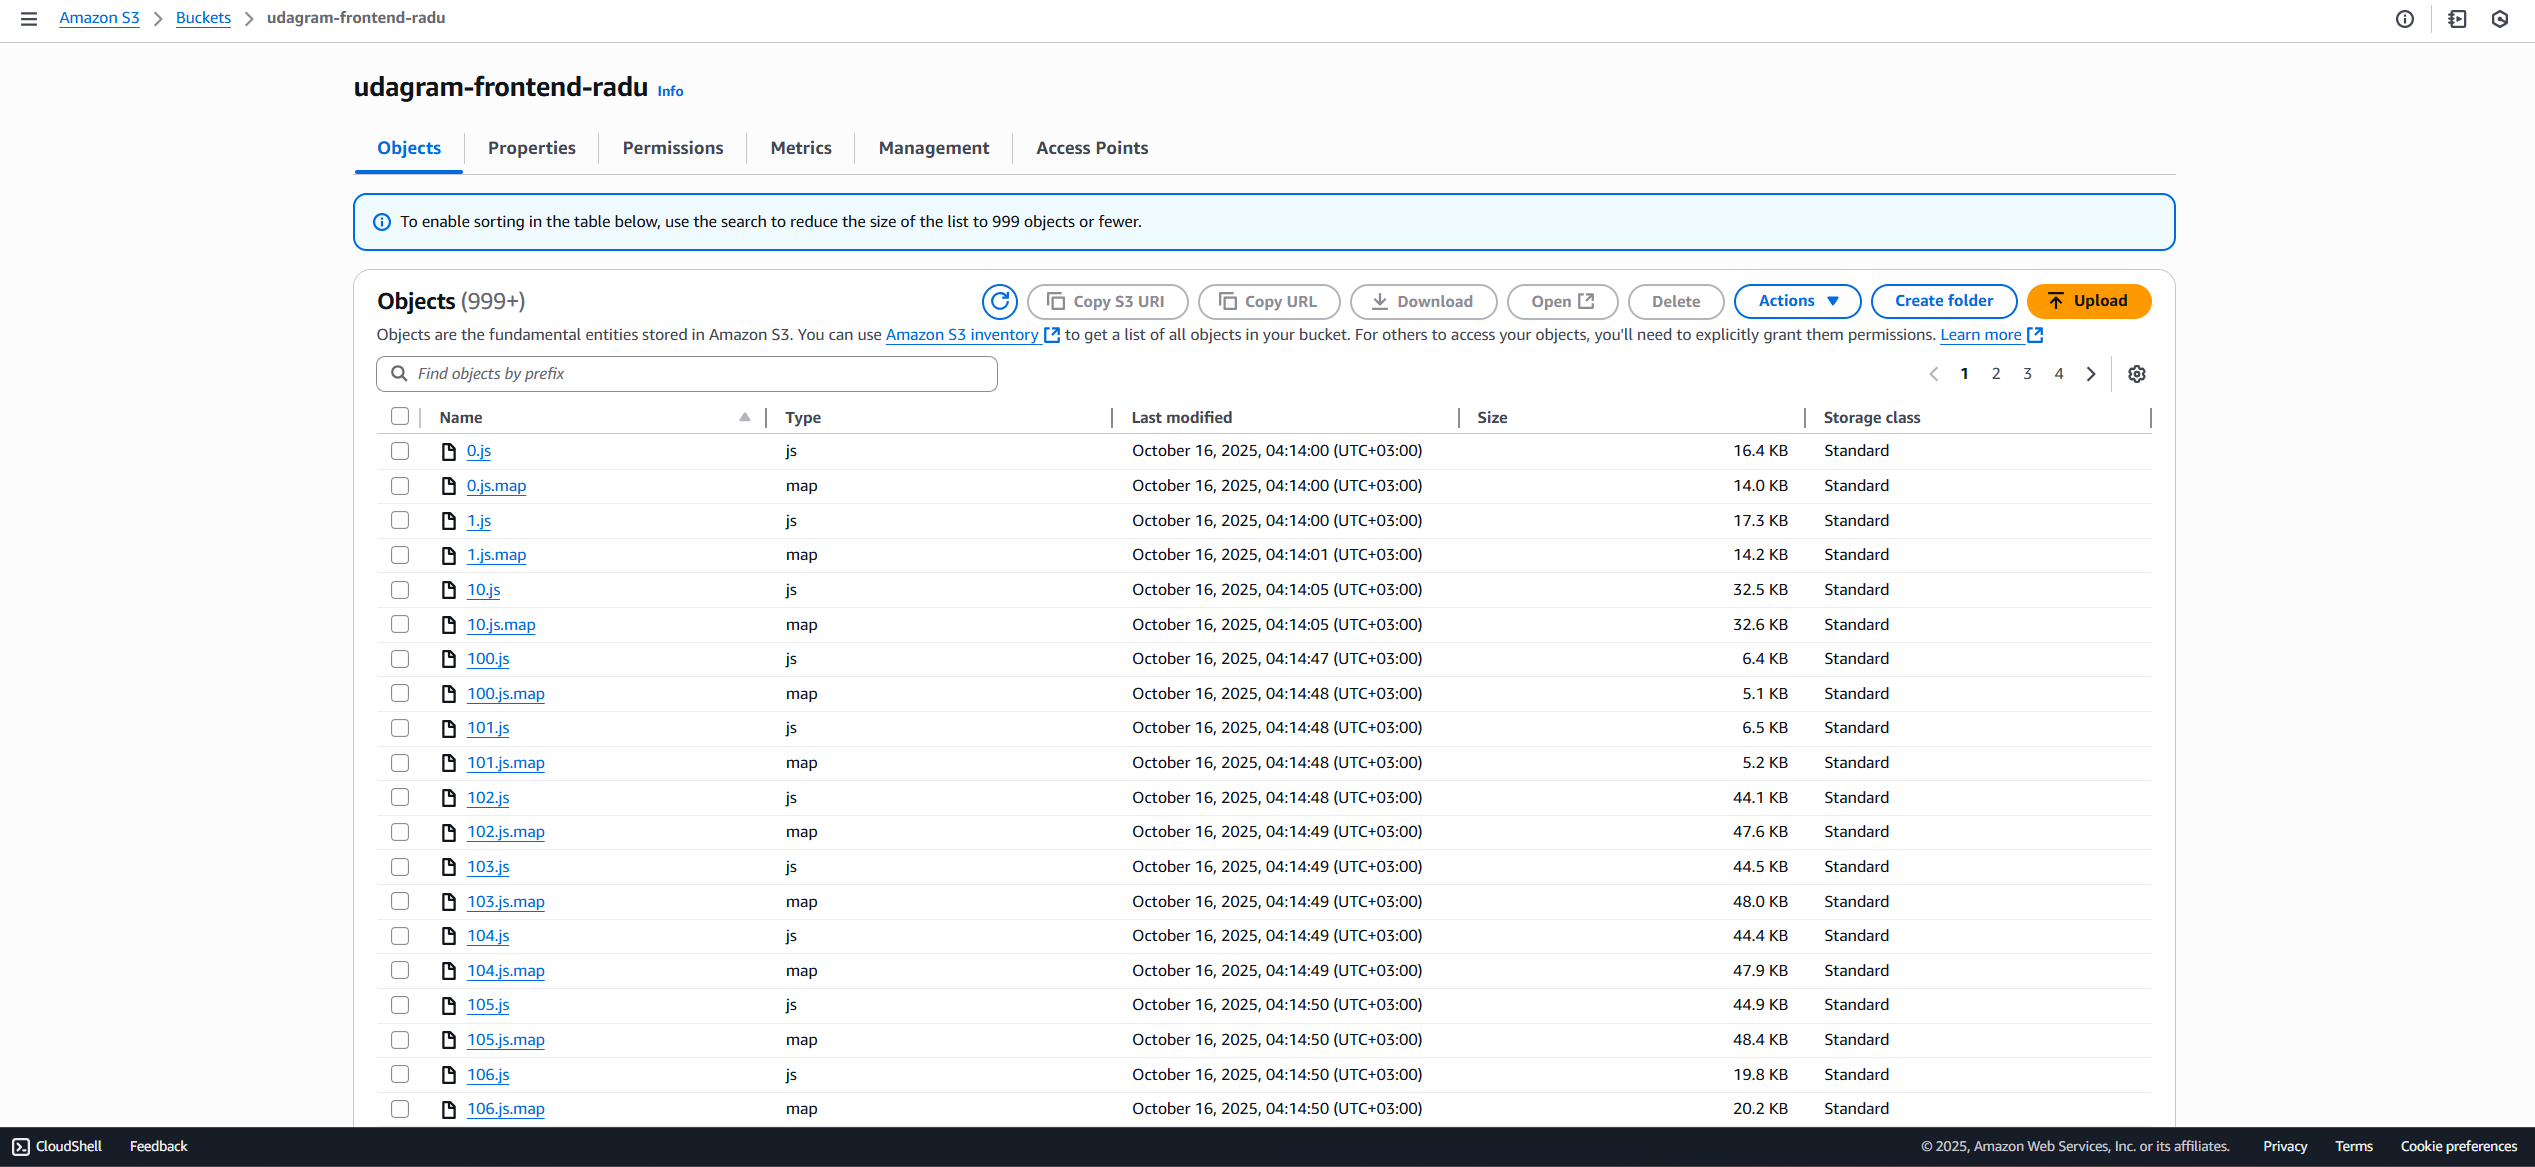 Amazon S3 > Buckets > udagram-frontend-radu
udagram-frontend-radu Info
Objects Properties Permissions Metrics Management Access Points
To enable sorting in the table below, use the search to reduce the size of the list to 999 objects or fewer.
Objects (999+) Copy S3 URI Copy URL Download Open Delete Actions Create folder Upload
Objects are the fundamental entities stored in Amazon S3. You can use Amazon S3 inventory to get a list of all objects in your bucket. For others to access your objects, you'll need to explicitly grant them permissions. Learn more
Find objects by prefix 1 2 3 4
Name Type Last modified Size Storage class
0.js js October 16, 2025, 04:14:00 (UTC+03:00) 16.4 KB Standard
0.js.map map October 16, 2025, 04:14:00 (UTC+03:00) 14.0 KB Standard
1.js js October 16, 2025, 04:14:00 (UTC+03:00) 17.3 KB Standard
1.js.map map October 16, 2025, 04:14:01 (UTC+03:00) 14.2 KB Standard
10.js js October 16, 2025, 04:14:05 (UTC+03:00) 32.5 KB Standard
10.js.map map October 16, 2025, 04:14:05 (UTC+03:00) 32.6 KB Standard
100.js js October 16, 2025, 04:14:47 (UTC+03:00) 6.4 KB Standard
100.js.map map October 16, 2025, 04:14:48 (UTC+03:00) 5.1 KB Standard
101.js js October 16, 2025, 04:14:48 (UTC+03:00) 6.5 KB Standard
101.js.map map October 16, 2025, 04:14:48 (UTC+03:00) 5.2 KB Standard
102.js js October 16, 2025, 04:14:48 (UTC+03:00) 44.1 KB Standard
102.js.map map October 16, 2025, 04:14:49 (UTC+03:00) 47.6 KB Standard
103.js js October 16, 2025, 04:14:49 (UTC+03:00) 44.5 KB Standard
103.js.map map October 16, 2025, 04:14:49 (UTC+03:00) 48.0 KB Standard
104.js js October 16, 2025, 04:14:49 (UTC+03:00) 44.4 KB Standard
104.js.map map October 16, 2025, 04:14:49 (UTC+03:00) 47.9 KB Standard
105.js js October 16, 2025, 04:14:50 (UTC+03:00) 44.9 KB Standard
105.js.map map October 16, 2025, 04:14:50 (UTC+03:00) 48.4 KB Standard
106.js js October 16, 2025, 04:14:50 (UTC+03:00) 19.8 KB Standard
106.js.map map October 16, 2025, 04:14:50 (UTC+03:00) 20.2 KB Standard
CloudShell Feedback © 2025, Amazon Web Services, Inc. or its affiliates. Privacy Terms Cookie preferences